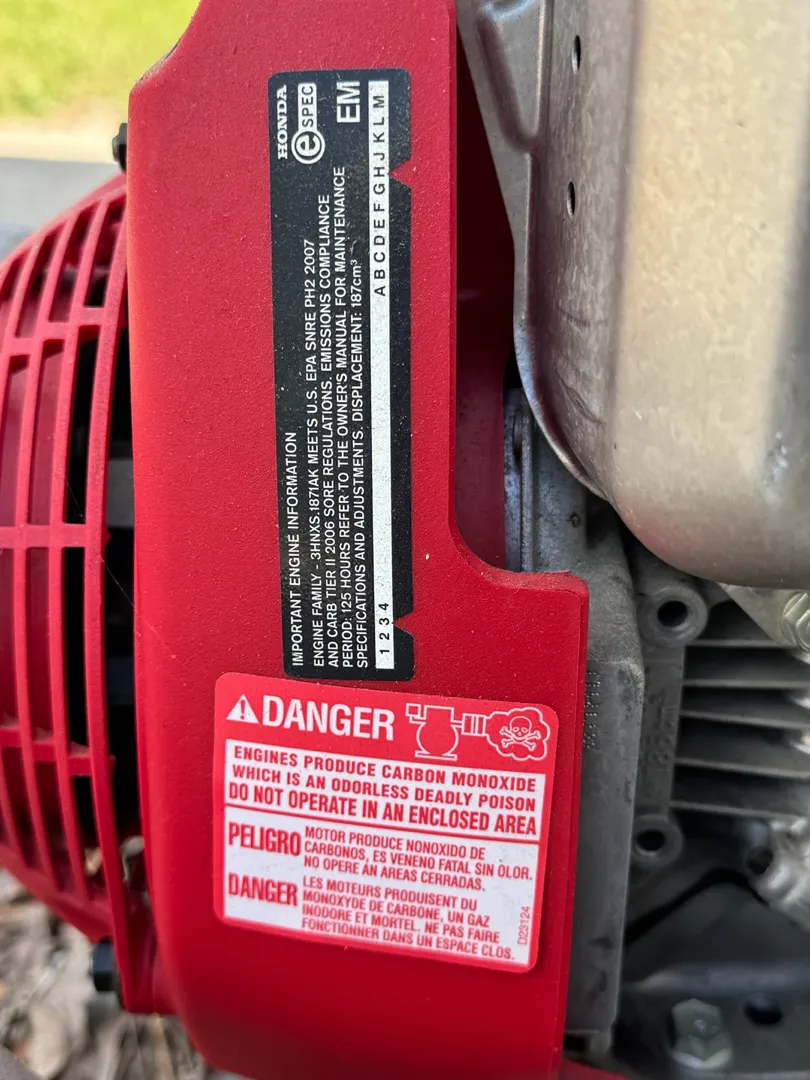 HONDA
e SPEC
EM
IMPORTANT ENGINE INFORMATION
ENGINE FAMILY - 3HNXS.1871AK MEETS U.S. EPA SNRE PH2 2007
AND CARB TIER II 2006 SORE REGULATIONS. EMISSIONS COMPLIANCE
PERIOD: 125 HOURS REFER TO THE OWNER'S MANUAL FOR MAINTENANCE
SPECIFICATIONS AND ADJUSTMENTS. DISPLACEMENT: 187cm³
1 2 3 4 A B C D E F G H J K L M
DANGER
ENGINES PRODUCE CARBON MONOXIDE
WHICH IS AN ODORLESS DEADLY POISON
DO NOT OPERATE IN AN ENCLOSED AREA
PELIGRO
MOTOR PRODUCE NONOXIDO DE
CARBONOS, ES VENENO FATAL SIN OLOR.
NO OPERE ÁN AREAS CERRADAS.
DANGER
LES MOTEURS PRODUISENT DU
MONOXYDE DE CARBONE, UN GAZ
INODORE ET MORTEL. NE PAS FAIRE
FONCTIONNER DANS UN ESPACE CLOS.
D23124